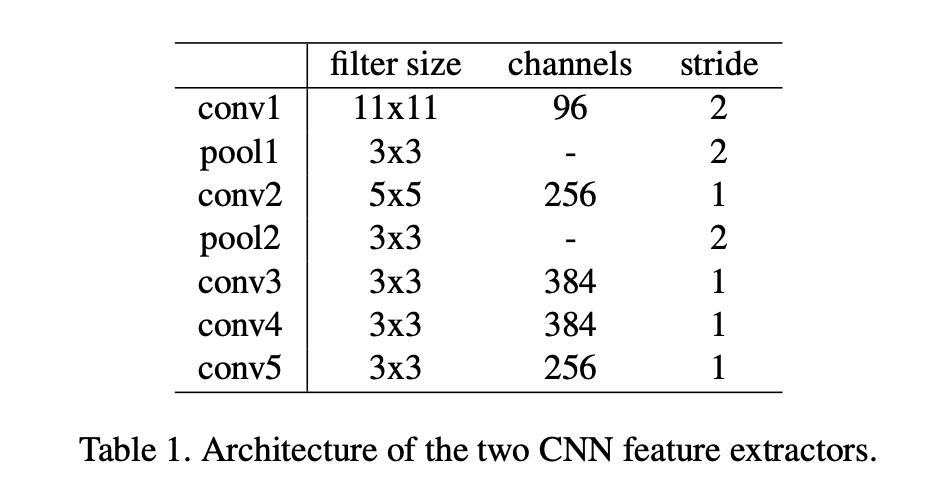 filter size channels stride
conv1 11x11 96 2
pool1 3x3 - 2
conv2 5x5 256 1
pool2 3x3 - 2
conv3 3x3 384 1
conv4 3x3 384 1
conv5 3x3 256 1
Table 1. Architecture of the two CNN feature extractors.